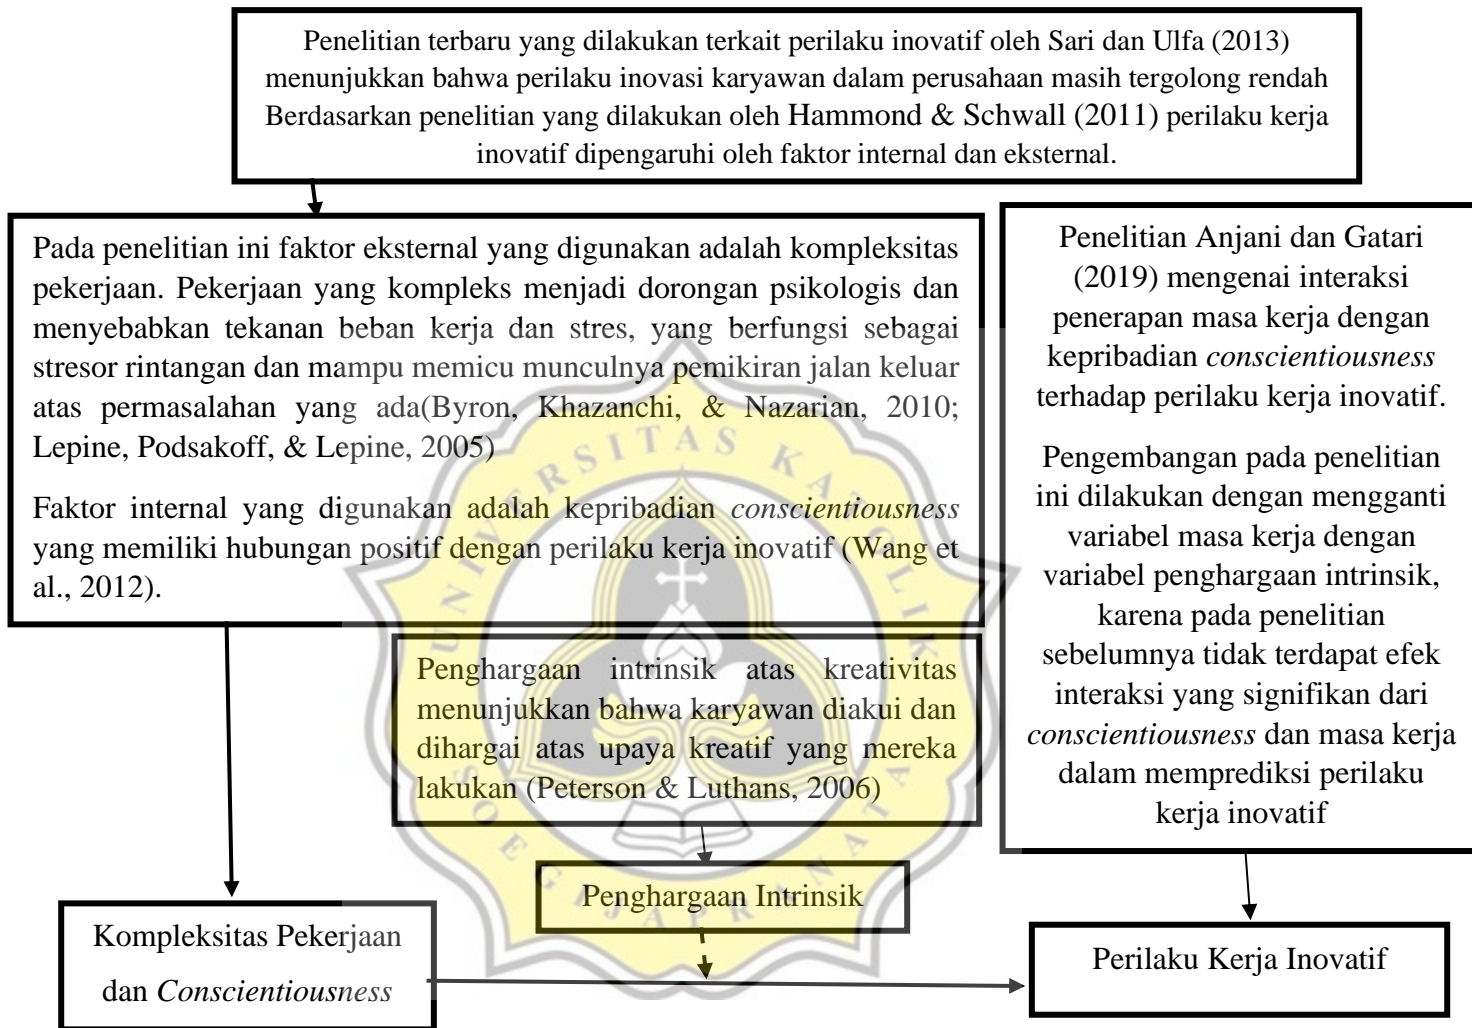 Penelitian terbaru yang dilakukan terkait perilaku inovatif oleh Sari dan Ulfa (2013)
menunjukkan bahwa perilaku inovasi karyawan dalam perusahaan masih tergolong rendah
Berdasarkan penelitian yang dilakukan oleh Hammond & Schwall (2011) perilaku kerja
inovatif dipengaruhi oleh faktor internal dan eksternal.
Pada penelitian ini faktor eksternal yang digunakan adalah kompleksitas
pekerjaan. Pekerjaan yang kompleks menjadi dorongan psikologis dan
menyebabkan tekanan beban kerja dan stres, yang berfungsi sebagai
stresor rintangan dan mampu memicu munculnya pemikiran jalan keluar
atas permasalahan yang ada(Byron, Khazanchi, & Nazarian, 2010;
Lepine, Podsakoff, & Lepine, 2005)
Faktor internal yang digunakan adalah kepribadian conscientiousness
yang memiliki hubungan positif dengan perilaku kerja inovatif (Wang et
al., 2012).
Penelitian Anjani dan Gatari
(2019) mengenai interaksi
penerapan masa kerja dengan
kepribadian conscientiousness
terhadap perilaku kerja inovatif.
Pengembangan pada penelitian
ini dilakukan dengan mengganti
variabel masa kerja dengan
variabel penghargaan intrinsik,
karena pada penelitian
sebelumnya tidak terdapat efek
interaksi yang signifikan dari
conscientiousness dan masa kerja
dalam memprediksi perilaku
kerja inovatif
Penghargaan intrinsik atas kreativitas
menunjukkan bahwa karyawan diakui dan
dihargai atas upaya kreatif yang mereka
lakukan (Peterson & Luthans, 2006)
Penghargaan Intrinsik
Kompleksitas Pekerjaan
dan Conscientiousness
Perilaku Kerja Inovatif
UNIVERSITAS KATOLIK
SOEGIJAPRANATA